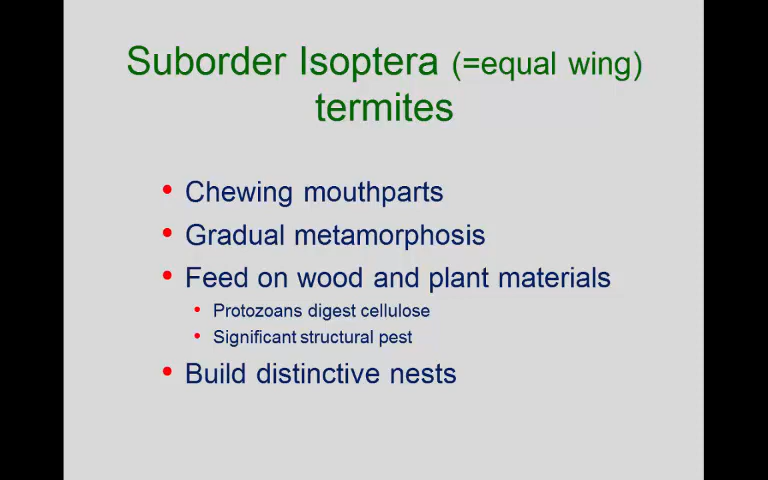 Suborder Isoptera (=equal wing)
termites
• Chewing mouthparts
• Gradual metamorphosis
• Feed on wood and plant materials
• Protozoans digest cellulose
• Significant structural pest
• Build distinctive nests